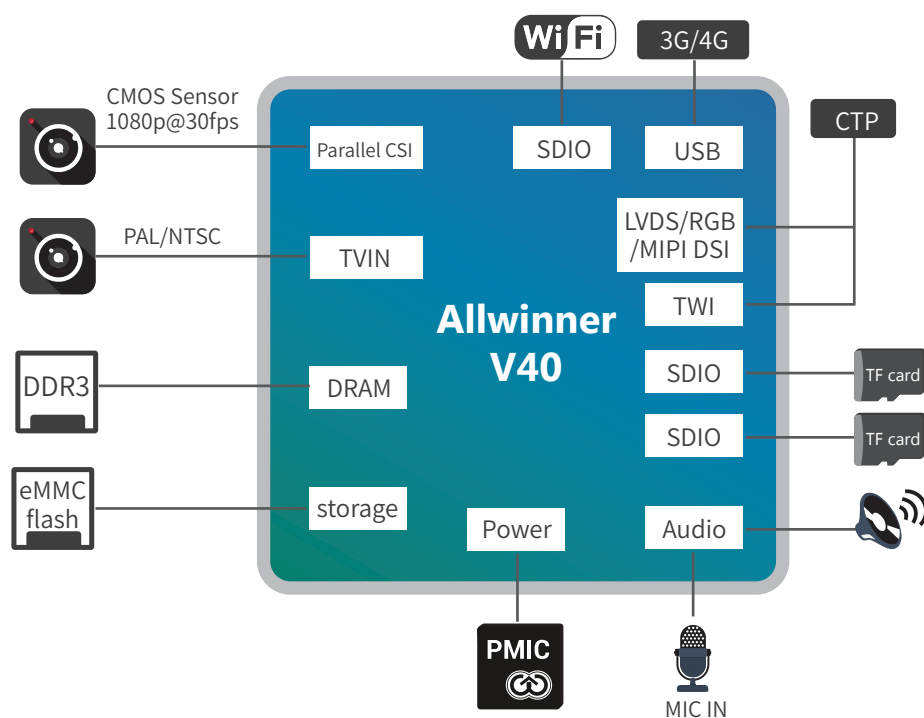 WiFi
3G/4G
CMOS Sensor
1080p@30fps
CTP
Parallel CSI
SDIO
USB
LVDS/RGB
/MIPI DSI
PAL/NTSC
TVIN
TWI
Allwinner
V40
DDR3
DRAM
SDIO
TF card
SDIO
TF card
eMMC
flash
storage
Power
Audio
PMIC
MIC IN